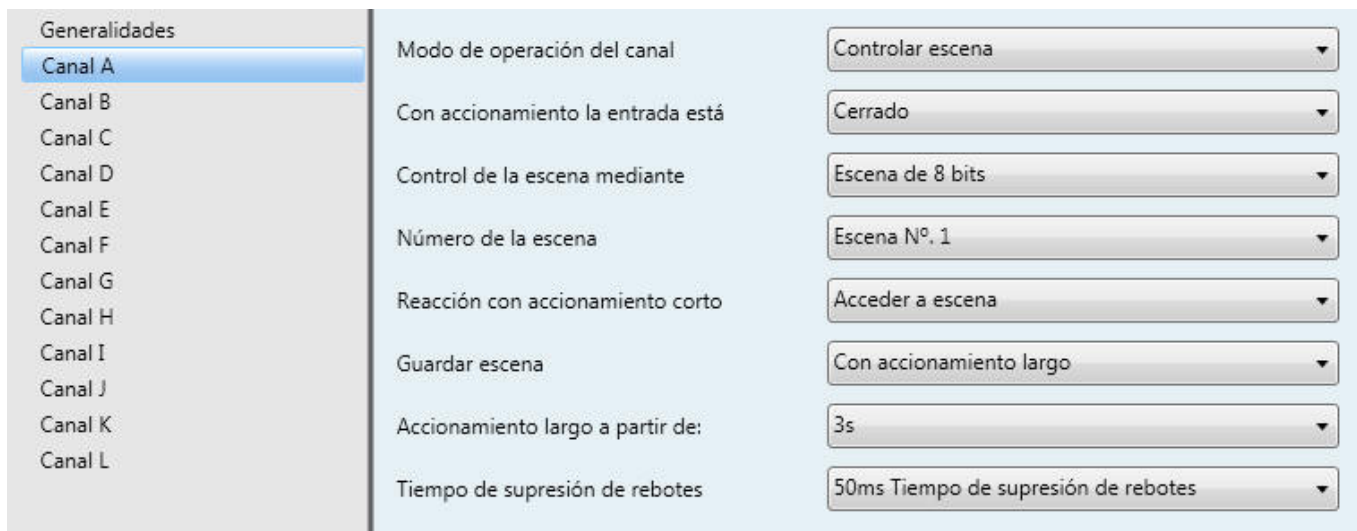 Generalidades
Canal A
Canal B
Canal C
Canal D
Canal E
Canal F
Canal G
Canal H
Canal I
Canal J
Canal K
Canal L
Modo de operación del canal Controlar escena
Con accionamiento la entrada está Cerrado
Control de la escena mediante Escena de 8 bits
Número de la escena Escena Nº. 1
Reacción con accionamiento corto Acceder a escena
Guardar escena Con accionamiento largo
Accionamiento largo a partir de: 3s
Tiempo de supresión de rebotes 50ms Tiempo de supresión de rebotes